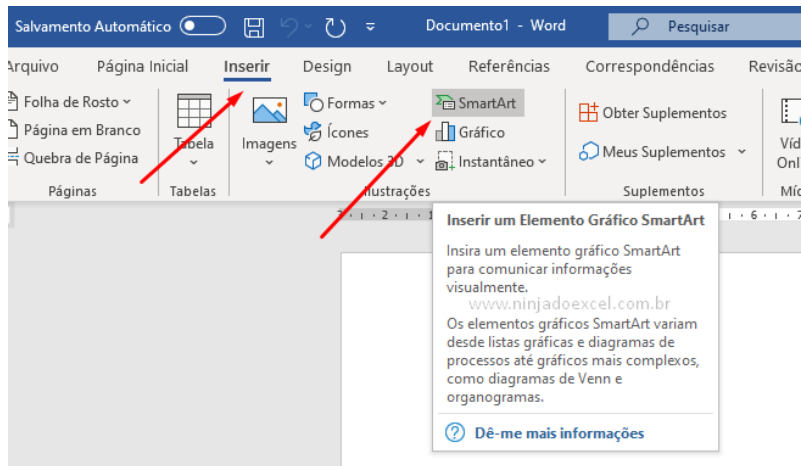 Salvamento Automático Documento1 - Word Pesquisar
Arquivo Página Inicial Inserir Design Layout Referências Correspondências Revisão
Folha de Rosto
Página em Branco
Quebra de Página
Páginas
Tabela
Tabelas
Imagens
Formas
Ícones
Modelos 3D
SmartArt
Gráfico
Instantâneo
Ilustrações
Obter Suplementos
Meus Suplementos
Suplementos
Inserir um Elemento Gráfico SmartArt
Insira um elemento gráfico SmartArt
para comunicar informações
visualmente.
www.ninjadoexcel.com.br
Os elementos gráficos SmartArt variam
desde listas gráficas e diagramas de
processos até gráficos mais complexos,
como diagramas de Venn e
organogramas.
Dê-me mais informações